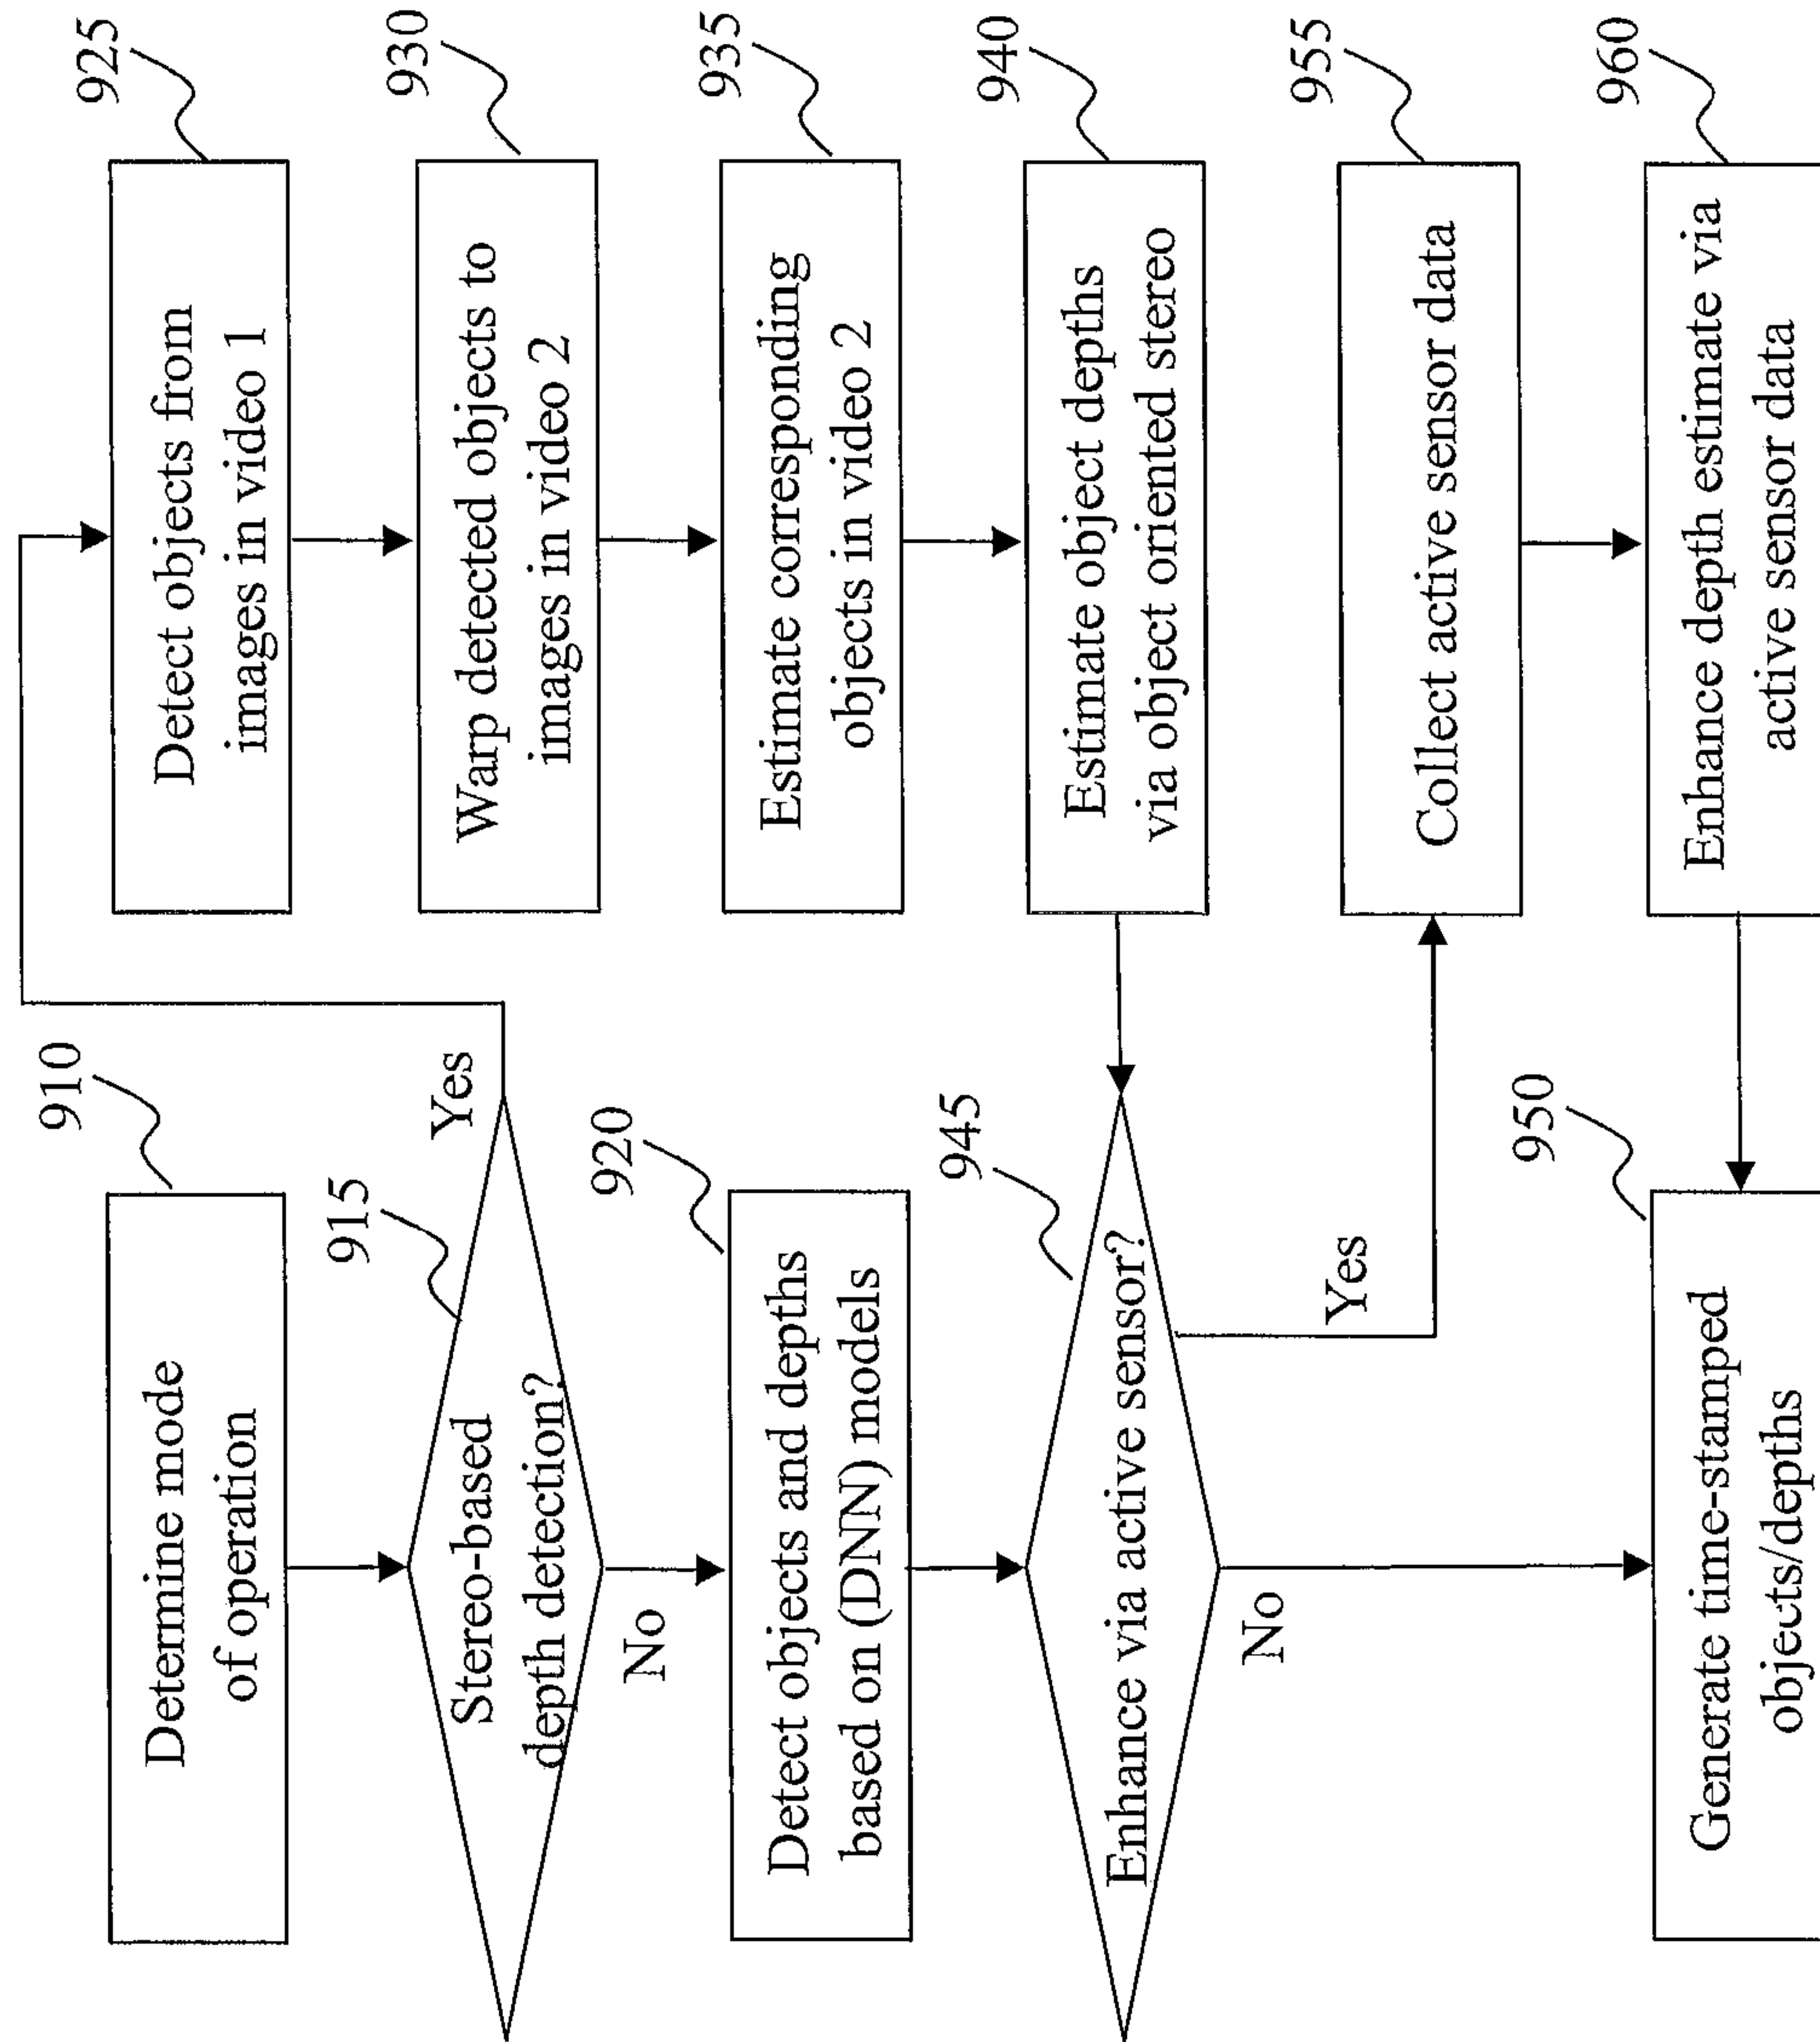 910
Determine mode
of operation
915
Stereo-based
depth detection?
Yes
No
920
Detect objects and depths
based on (DNN) models
925
Detect objects from
images in video 1
930
Warp detected objects to
images in video 2
935
Estimate corresponding
objects in video 2
940
Estimate object depths
via object oriented stereo
945
Enhance via active sensor?
Yes
No
955
Collect active sensor data
960
Enhance depth estimate via
active sensor data
950
Generate time-stamped
objects/depths